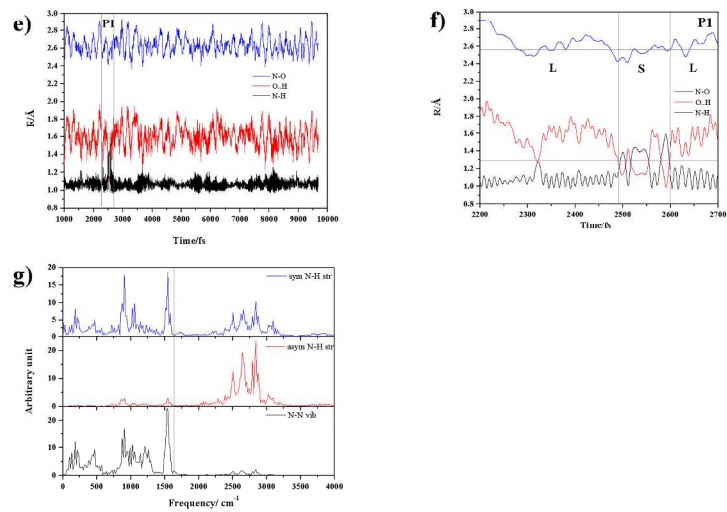 e)
P1
3.0
2.8
2.6
2.4
2.2
2.0
1.8
1.6
1.4
1.2
1.0
0.8
R/Å
N-O
O..H
N-H
1000 2000 3000 4000 5000 6000 7000 8000 9000 10000
Time/fs
f)
P1
3.0
2.8
2.6
2.4
2.2
2.0
1.8
1.6
1.4
1.2
1.0
0.8
R/Å
L S L
N-O
O..H
N-H
2200 2300 2400 2500 2600 2700
Time/fs
g)
20
15
10
5
0
sym N-H str
20
10
0
asym N-H str
20
10
0
N-N vib
Arbitrary unit
0 500 1000 1500 2000 2500 3000 3500 4000
Frequency/ cm-1